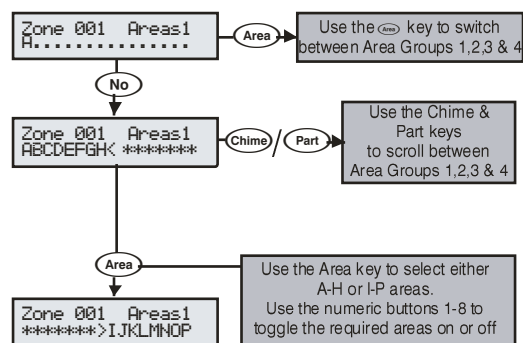 Zone 001 Areas1
A...............
Area
Use the Area key to switch
between Area Groups 1,2,3 & 4
No
Zone 001 Areas1
ABCDEFGH< *******
Chime / Part
Use the Chime &
Part keys
to scroll between
Area Groups 1,2,3 & 4
Area
Use the Area key to select either
A-H or I-P areas.
Use the numeric buttons 1-8 to
toggle the required areas on or off
Zone 001 Areas1
*******>IJKLMNOP